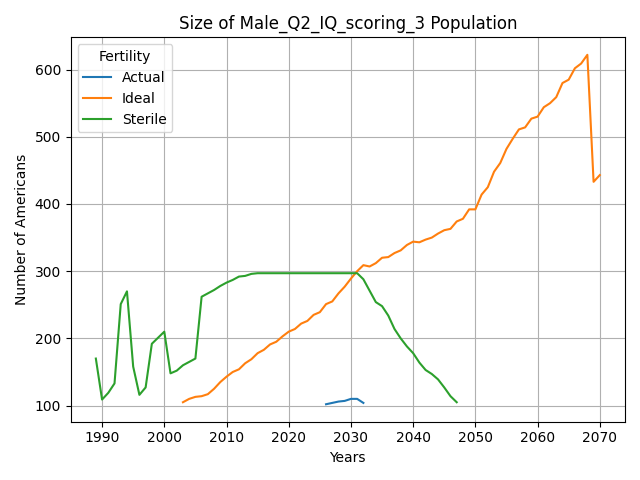 Size of Male_Q2_IQ_scoring_3 Population
Fertility
Actual
Ideal
Sterile
Number of Americans
600
500
400
300
200
100
1990 2000 2010 2020 2030 2040 2050 2060 2070
Years